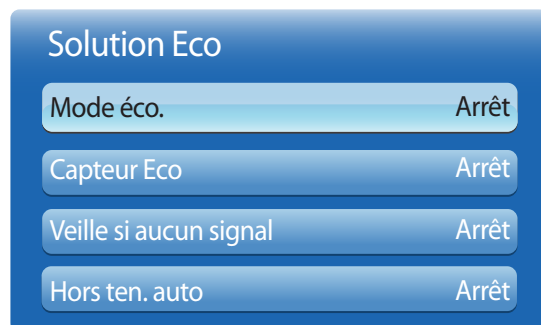 Solution Eco
Mode éco. Arrêt
Capteur Eco Arrêt
Veille si aucun signal Arrêt
Hors ten. auto Arrêt